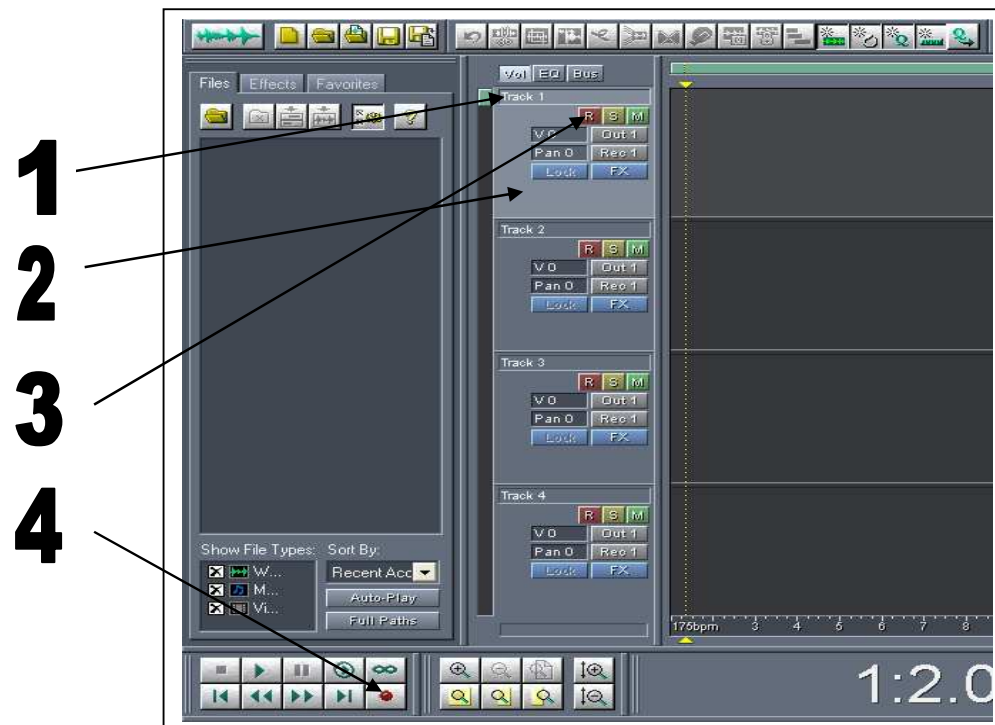 Vol EQ Bus
Files Effects Favorites
Track 1
R S M
V 0 Out 1
Pan 0 Rec 1
Lock FX
1
2
3
4
Track 2
R S M
V 0 Out 1
Pan 0 Rec 1
Lock FX
Track 3
R S M
V 0 Out 1
Pan 0 Rec 1
Lock FX
Track 4
R S M
V 0 Out 1
Pan 0 Rec 1
Lock FX
Show File Types: Sort By:
W... Recent Acc
M... Auto-Play
Vi... Full Paths
175bpm 3 4 5 6 7 8
1:2.0